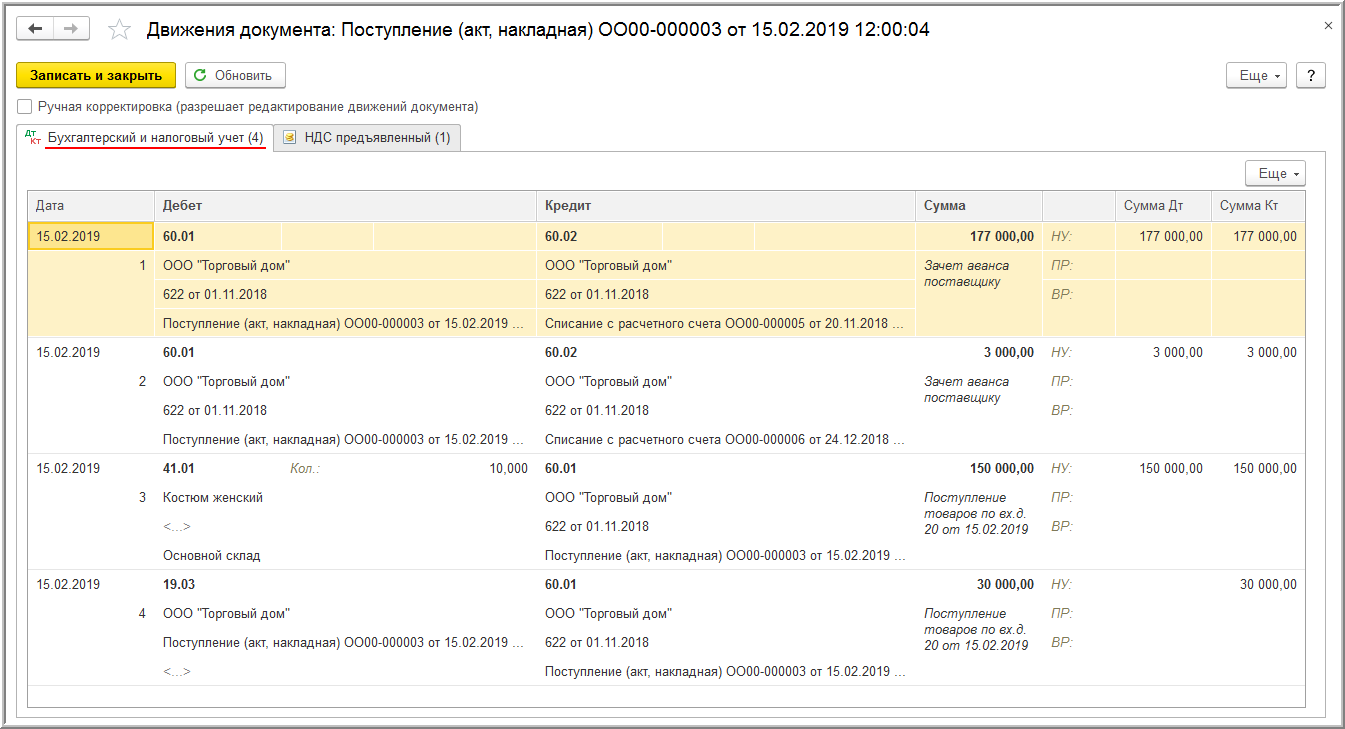 Движения документа: Поступление (акт, накладная) ОО00-000003 от 15.02.2019 12:00:04
Записать и закрыть Обновить Еще ?
Ручная корректировка (разрешает редактирование движений документа)
Дт Кт Бухгалтерский и налоговый учет (4) НДС предъявленный (1)
Еще
Дата Дебет Кредит Сумма Сумма Дт Сумма Кт
15.02.2019 60.01 60.02 177 000,00 НУ: 177 000,00 177 000,00
1 ООО "Торговый дом" ООО "Торговый дом" Зачет аванса ПР:
поставщику
622 от 01.11.2018 622 от 01.11.2018 ВР:
Поступление (акт, накладная) ОО00-000003 от 15.02.2019 ... Списание с расчетного счета ОО00-000005 от 20.11.2018 ...
15.02.2019 60.01 60.02 3 000,00 НУ: 3 000,00 3 000,00
2 ООО "Торговый дом" ООО "Торговый дом" Зачет аванса ПР:
поставщику
622 от 01.11.2018 622 от 01.11.2018 ВР:
Поступление (акт, накладная) ОО00-000003 от 15.02.2019 ... Списание с расчетного счета ОО00-000006 от 24.12.2018 ...
15.02.2019 41.01 Кол.: 10,000 60.01 150 000,00 НУ: 150 000,00 150 000,00
3 Костюм женский ООО "Торговый дом" Поступление ПР:
товаров по вх.д.
<...> 622 от 01.11.2018 20 от 15.02.2019 ВР:
Основной склад Поступление (акт, накладная) ОО00-000003 от 15.02.2019 ...
15.02.2019 19.03 60.01 30 000,00 НУ: 30 000,00
4 ООО "Торговый дом" ООО "Торговый дом" Поступление ПР:
товаров по вх.д.
Поступление (акт, накладная) ОО00-000003 от 15.02.2019 ... 622 от 01.11.2018 20 от 15.02.2019 ВР:
<...> Поступление (акт, накладная) ОО00-000003 от 15.02.2019 ...